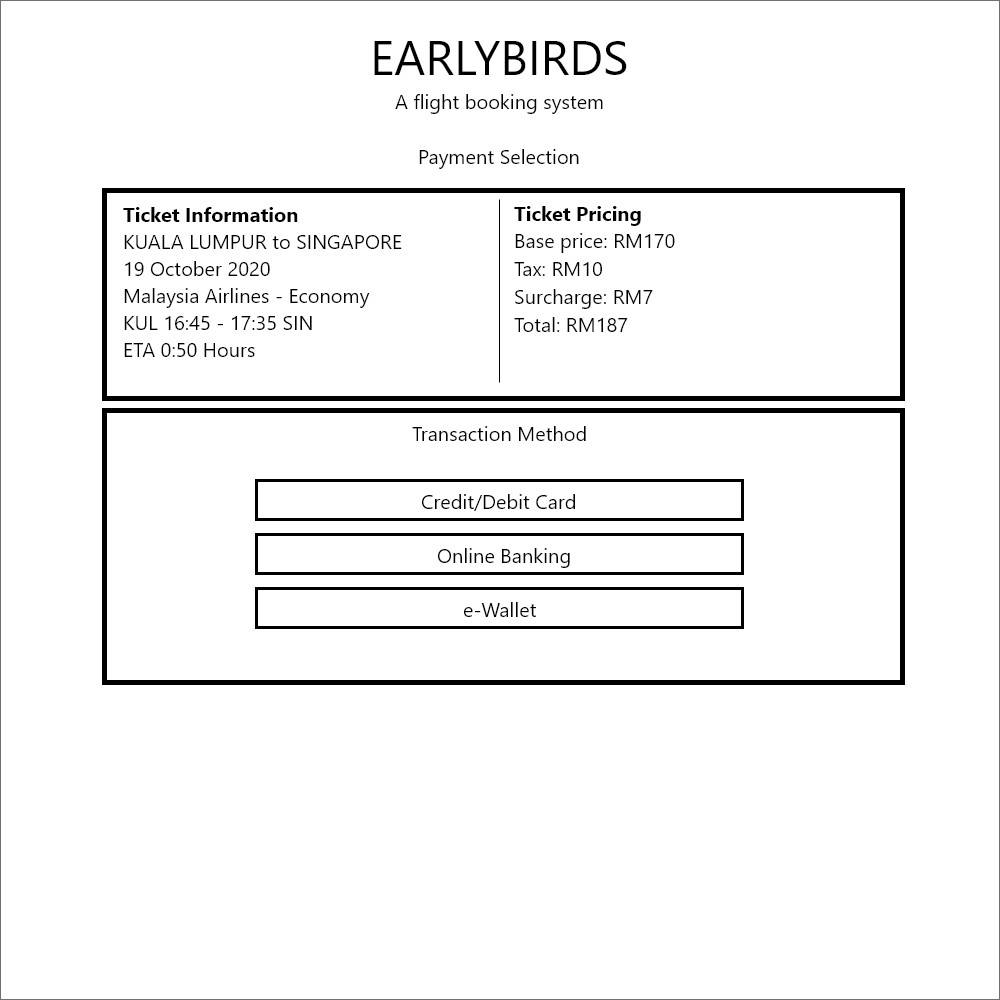 EARLYBIRDS
A flight booking system
Payment Selection
Ticket Information
KUALA LUMPUR to SINGAPORE
19 October 2020
Malaysia Airlines - Economy
KUL 16:45 - 17:35 SIN
ETA 0:50 Hours
Ticket Pricing
Base price: RM170
Tax: RM10
Surcharge: RM7
Total: RM187
Transaction Method
Credit/Debit Card
Online Banking
e-Wallet